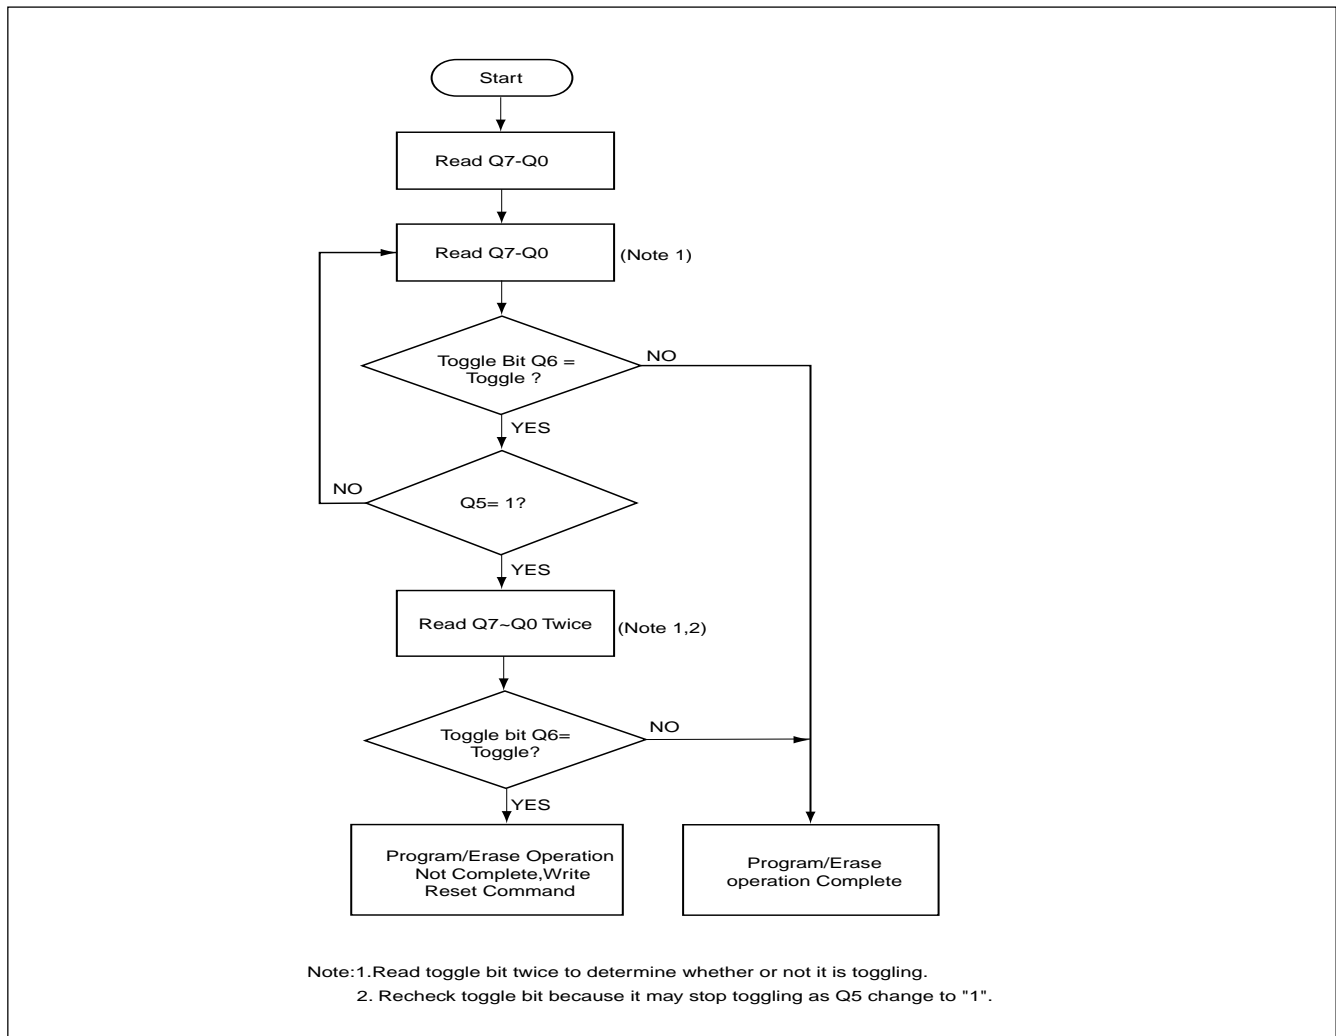 Start
Read Q7-Q0
Read Q7-Q0
(Note 1)
Toggle Bit Q6 =
Toggle ?
NO
YES
NO
Q5= 1?
YES
Read Q7~Q0 Twice
(Note 1,2)
Toggle bit Q6=
Toggle?
NO
YES
Program/Erase Operation
Not Complete,Write
Reset Command
Program/Erase
operation Complete
Note:1.Read toggle bit twice to determine whether or not it is toggling.
2. Recheck toggle bit because it may stop toggling as Q5 change to "1".